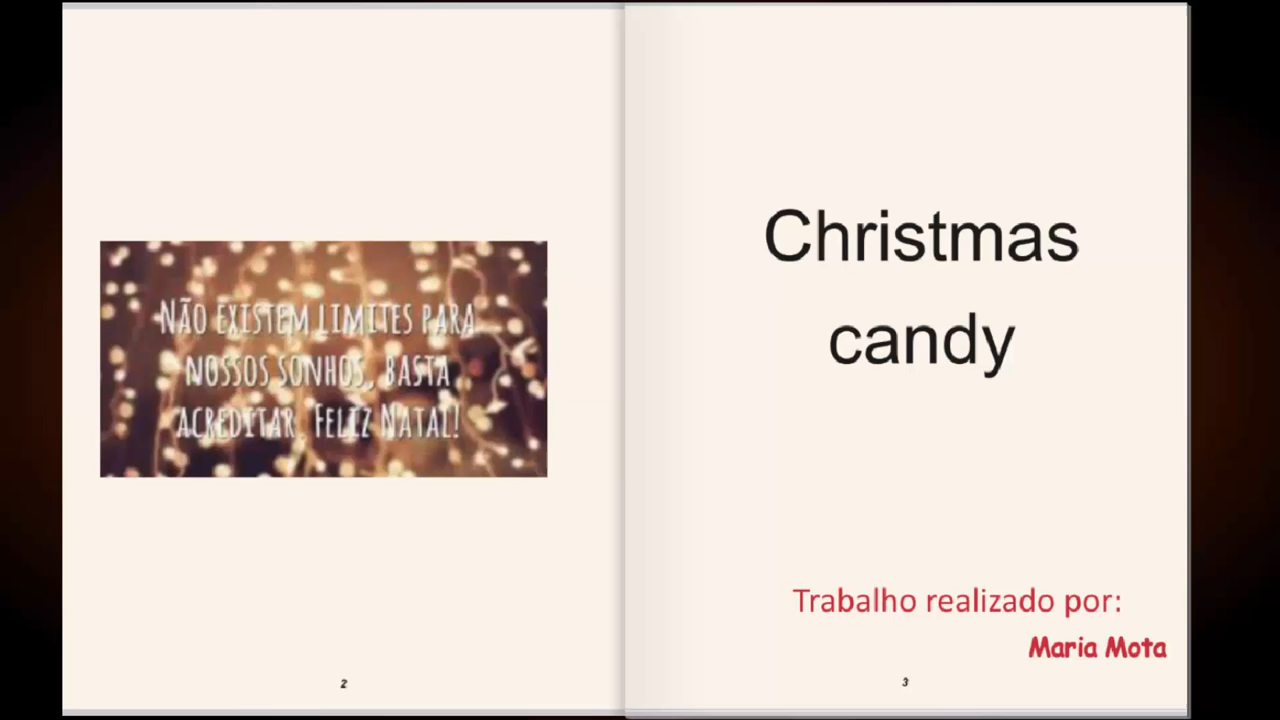 NÃO EXISTEM LIMITES PARA
NOSSOS SONHOS, BASTA
ACREDITAR. FELIZ NATAL!
2
Christmas
candy
Trabalho realizado por:
Maria Mota
3